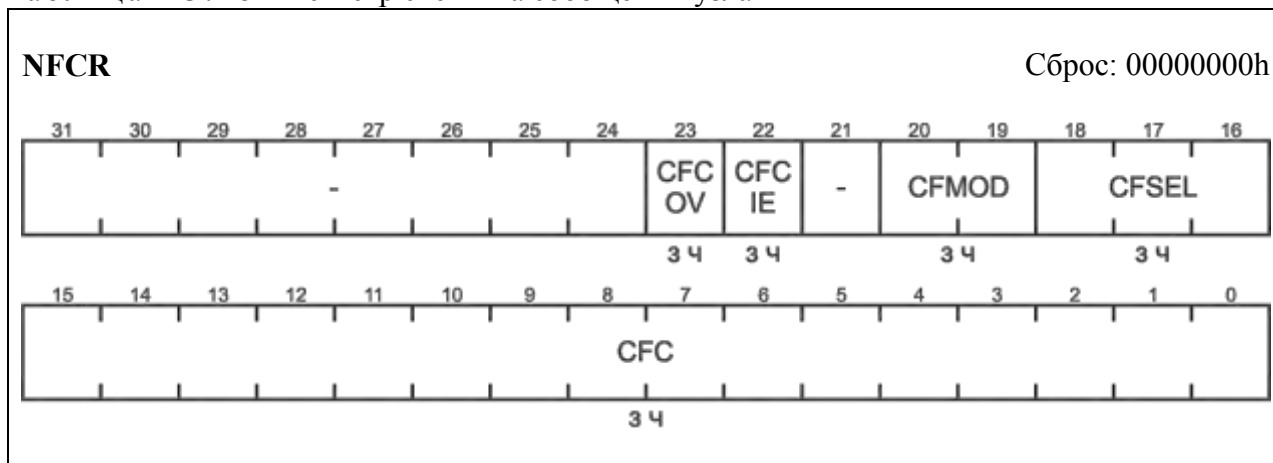 NFCR Сброс: 00000000h
31 30 29 28 27 26 25 24 23 22 21 20 19 18 17 16
- CFC OV CFC IE - CFMOD CFSEL
З Ч З Ч З Ч З Ч
15 14 13 12 11 10 9 8 7 6 5 4 3 2 1 0
CFC
З Ч